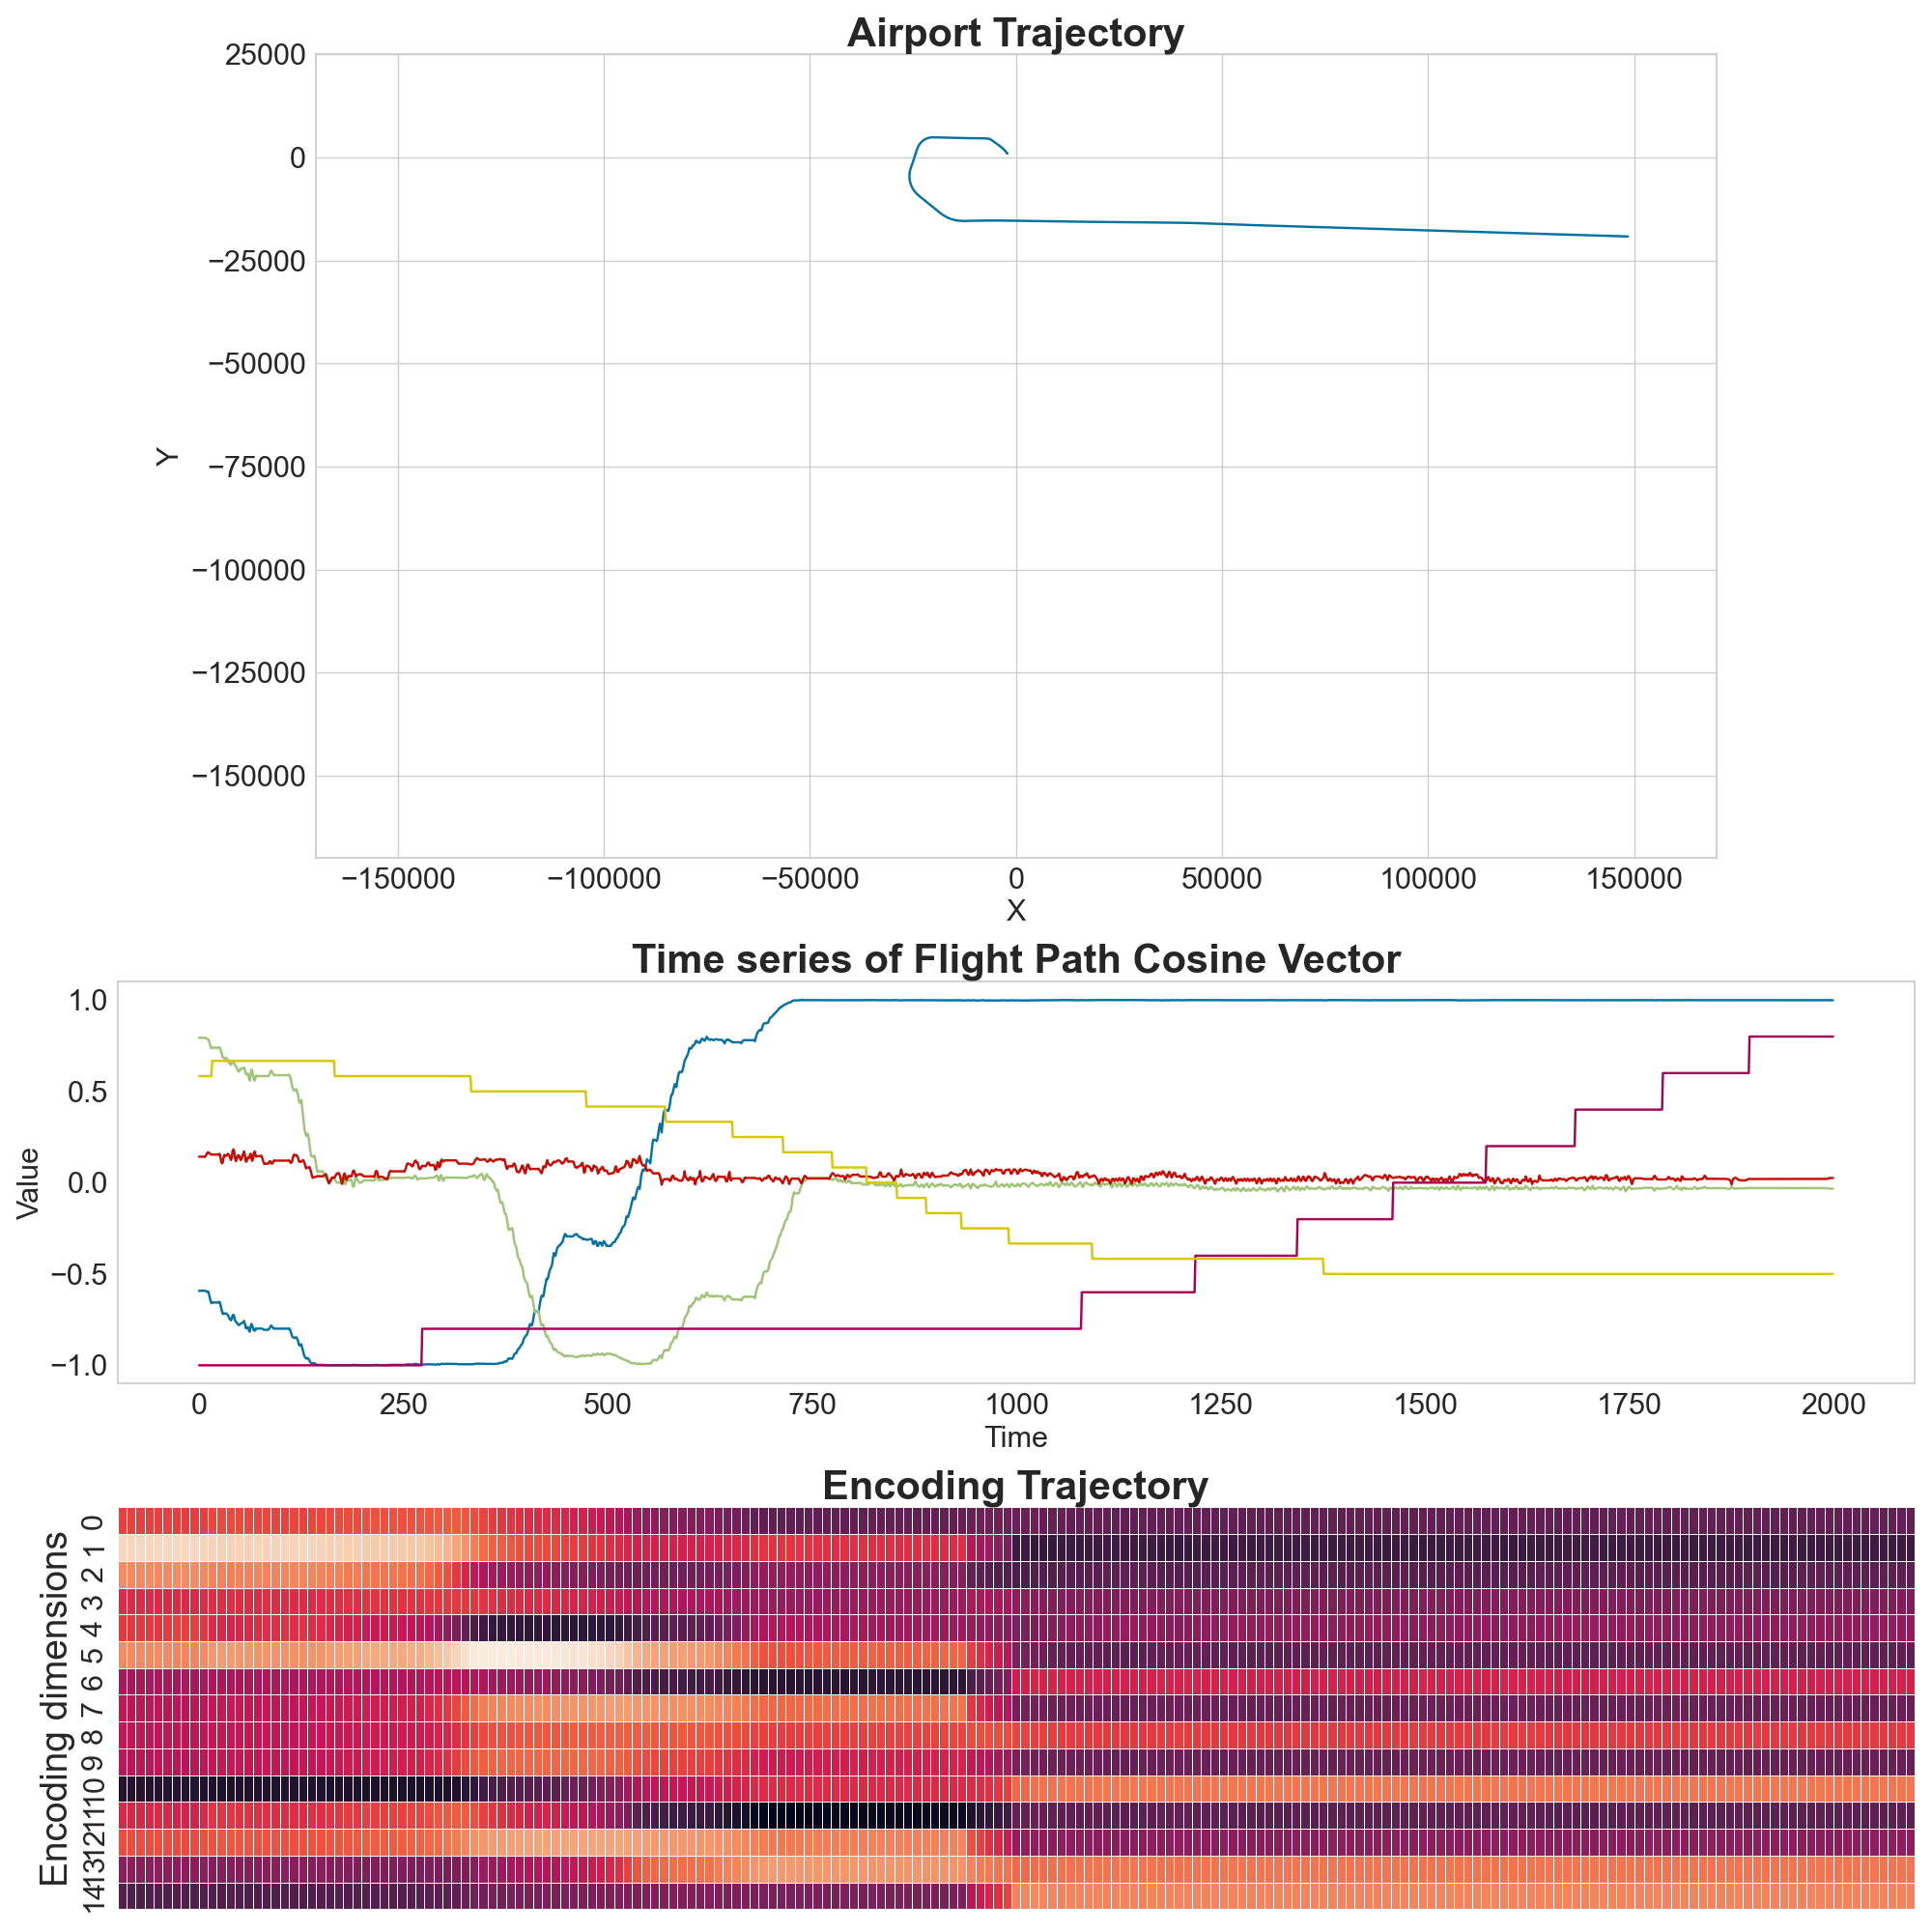 Airport Trajectory
25000
0
−25000
−50000
−75000
−100000
−125000
−150000
Y
−150000 −100000 −50000 0 50000 100000 150000
X
Time series of Flight Path Cosine Vector
1.0
0.5
0.0
−0.5
−1.0
Value
0 250 500 750 1000 1250 1500 1750 2000
Time
Encoding Trajectory
Encoding dimensions
0
1
2
3
4
5
6
7
8
9
10
11
12
13
14